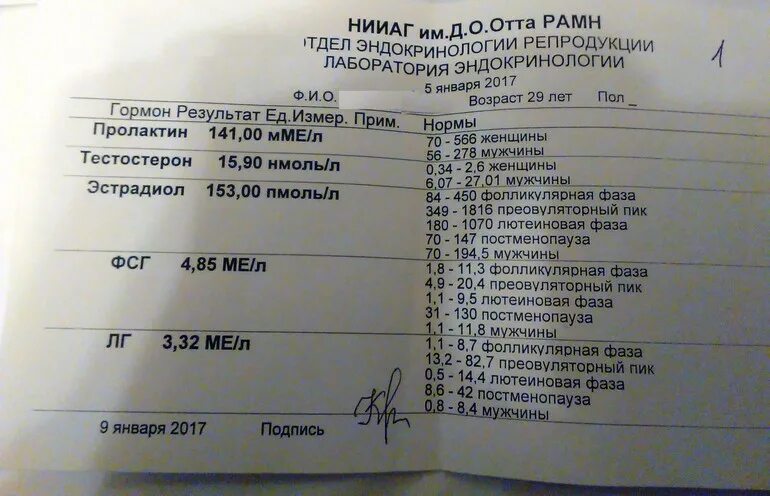 НИИАГ им.Д.О.Отта РАМН
ОТДЕЛ ЭНДОКРИНОЛОГИИ РЕПРОДУКЦИИ
ЛАБОРАТОРИЯ ЭНДОКРИНОЛОГИИ
1
5 января 2017
Ф.И.О. Возраст 29 лет Пол _
Гормон Результат Ед.Измер. Прим. Нормы
Пролактин 141,00 мМЕ/л 70 - 566 женщины
56 - 278 мужчины
Тестостерон 15,90 нмоль/л 0,34 - 2,6 женщины
6,07 - 27,01 мужчины
Эстрадиол 153,00 пмоль/л 84 - 450 фолликулярная фаза
349 - 1816 преовуляторный пик
180 - 1070 лютеиновая фаза
70 - 147 постменопауза
70 - 194,5 мужчины
ФСГ 4,85 МЕ/л 1,8 - 11,3 фолликулярная фаза
4,9 - 20,4 преовуляторный пик
1,1 - 9,5 лютеиновая фаза
31 - 130 постменопауза
1,1 - 11,8 мужчины
ЛГ 3,32 МЕ/л 1,1 - 8,7 фолликулярная фаза
13,2 - 82,7 преовуляторный пик
0,5 - 14,4 лютеиновая фаза
8,6 - 42 постменопауза
0,8 - 8,4 мужчины
9 января 2017 Подпись